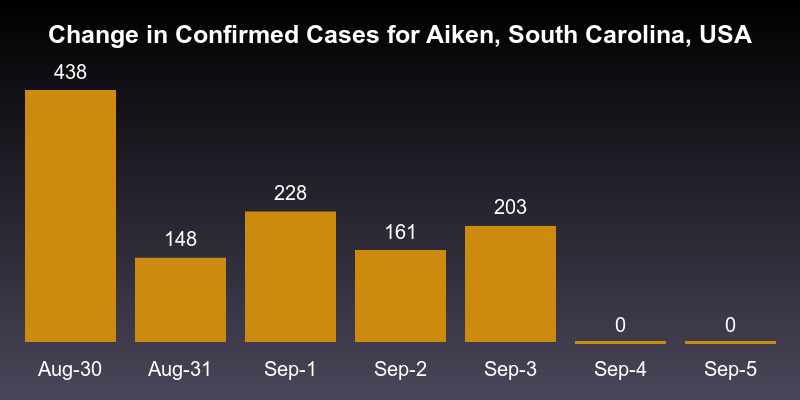 Change in Confirmed Cases for Aiken, South Carolina, USA
438
148
228
161
203
0
0
Aug-30
Aug-31
Sep-1
Sep-2
Sep-3
Sep-4
Sep-5